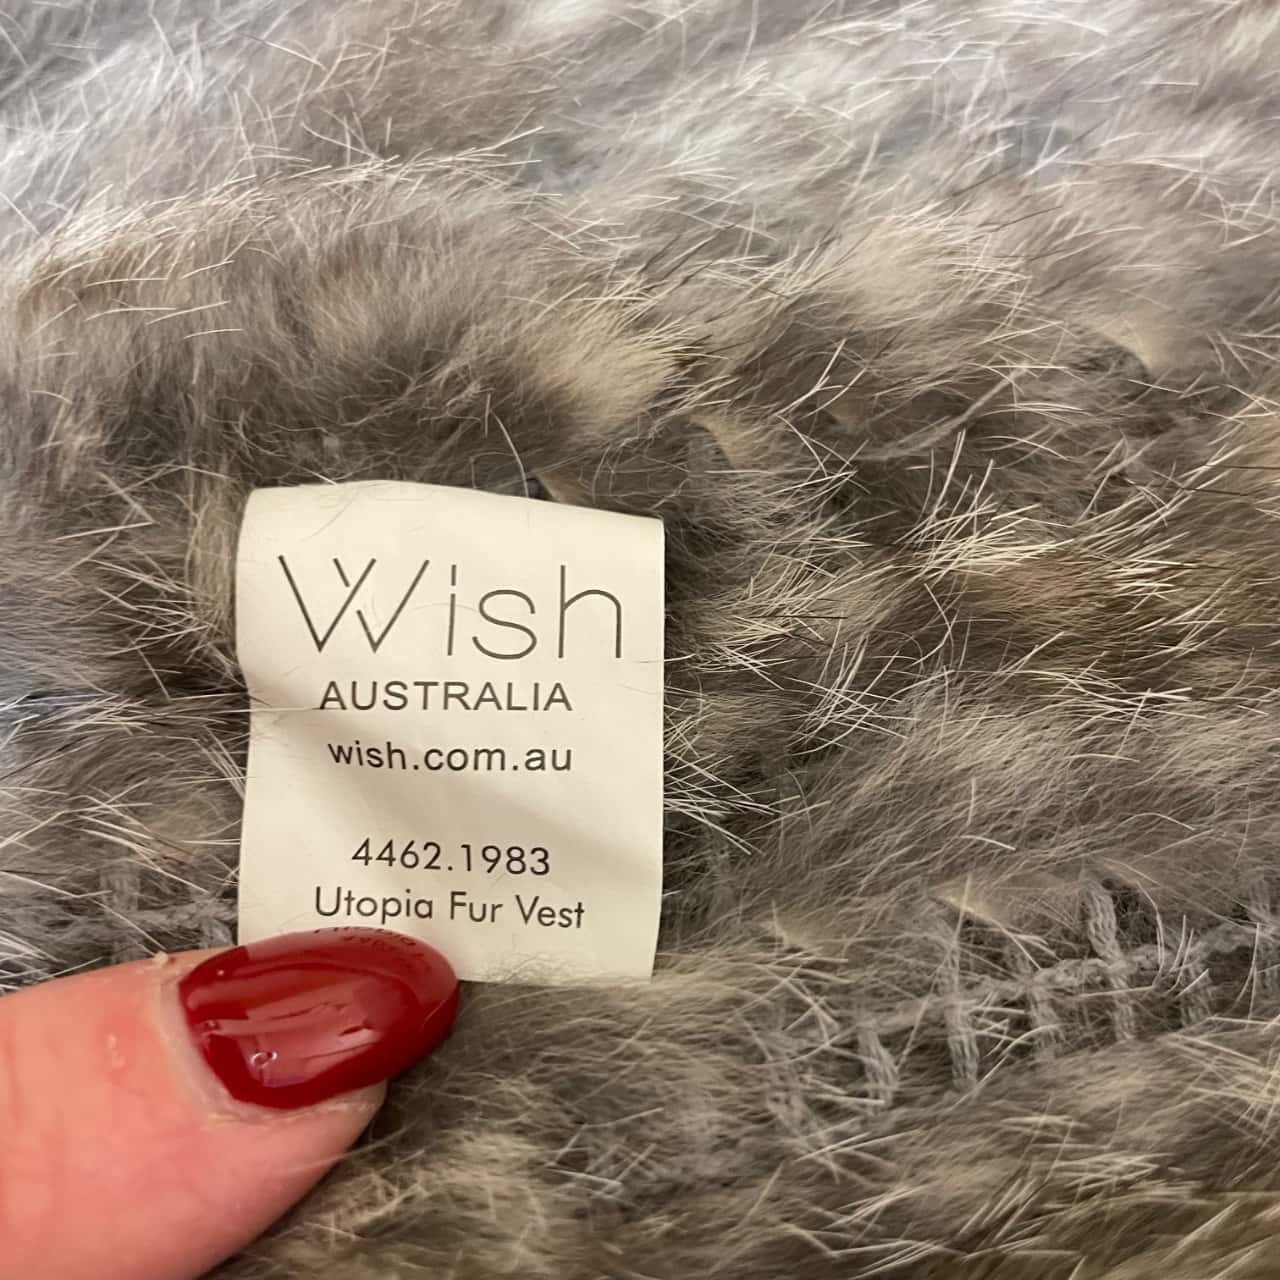 Wish
AUSTRALIA
wish.com.au
4462.1983
Utopia Fur Vest